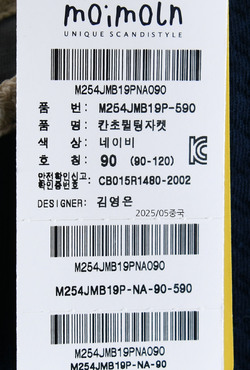 moimoln
UNIQUE SCANDISTYLE
M254JMB19PNA090
품 번: M254JMB19P-590
품 명: 칸초퀼팅자켓
색 상: 네이비
호 칭: 90 (90-120)
안전확인신고
확인증번호: CB015R1480-2002
DESIGNER: 김영은
2025/05중국
M254JMB19PNA090
M254JMB19P-NA-90-590
M254JMB19PNA090
M254JMB19P-NA-90